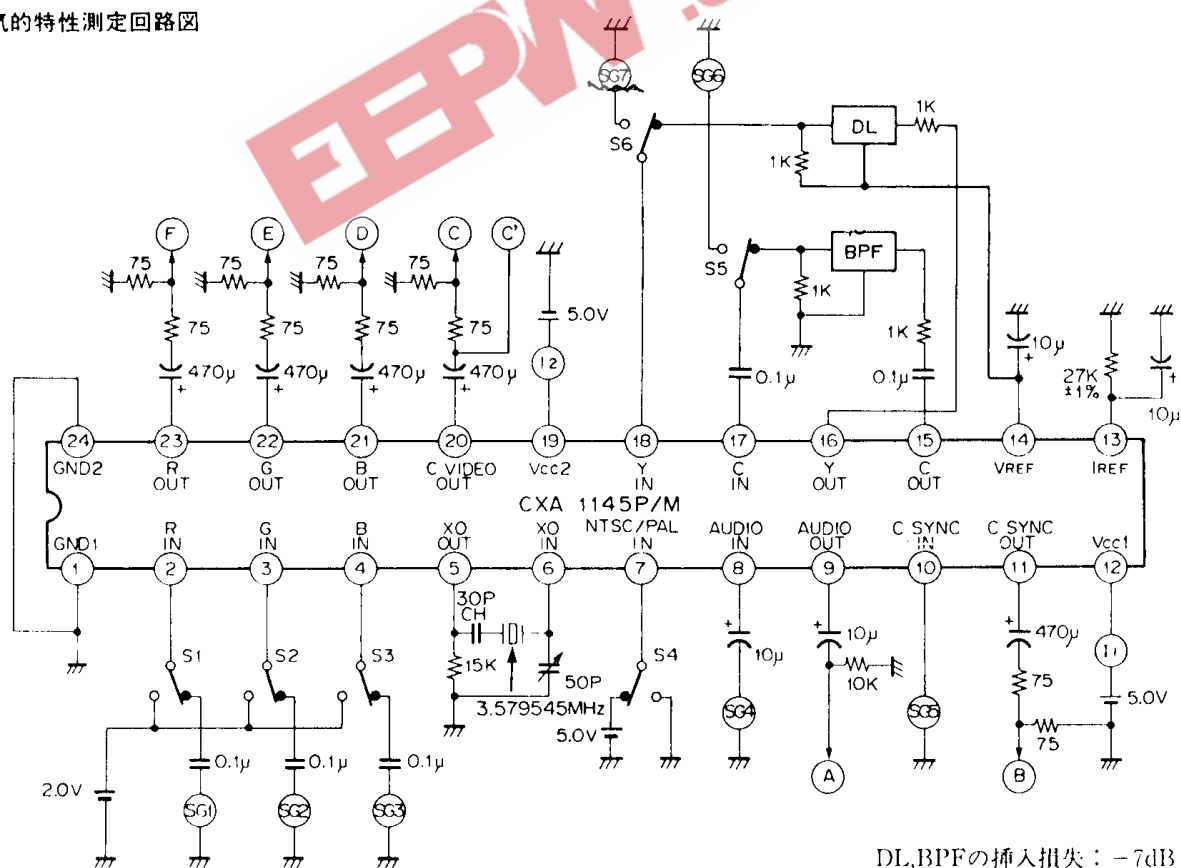 気的特性測定回路図
EEPW
SG7
SG6
S6
DL
1K
1K
S5
BPF
1K
1K
F
E
D
C
C'
75
75
75
75
75
75
75
75
470μ
470μ
470μ
470μ
+
+
+
+
5.0V
I2
0.1μ
0.1μ
10μ
+
27K
±1%
+
10μ
24
23
22
21
20
19
18
17
16
15
14
13
GND2
R OUT
G OUT
B OUT
C VIDEO OUT
Vcc2
Y IN
C IN
Y OUT
C OUT
VREF
IREF
CXA 1145P/M
GND1
R IN
G IN
B IN
XO OUT
XO IN
NTSC/PAL IN
AUDIO IN
AUDIO OUT
C SYNC IN
C SYNC OUT
Vcc1
1
2
3
4
5
6
7
8
9
10
11
12
S1
S2
S3
30P
CH
15K
50P
3.579545MHz
S4
5.0V
+
10μ
SG4
+
10μ
10K
A
SG5
+
470μ
75
75
B
I1
5.0V
2.0V
0.1μ
0.1μ
0.1μ
SG1
SG2
SG3
DL,BPFの挿入損失：−7dB